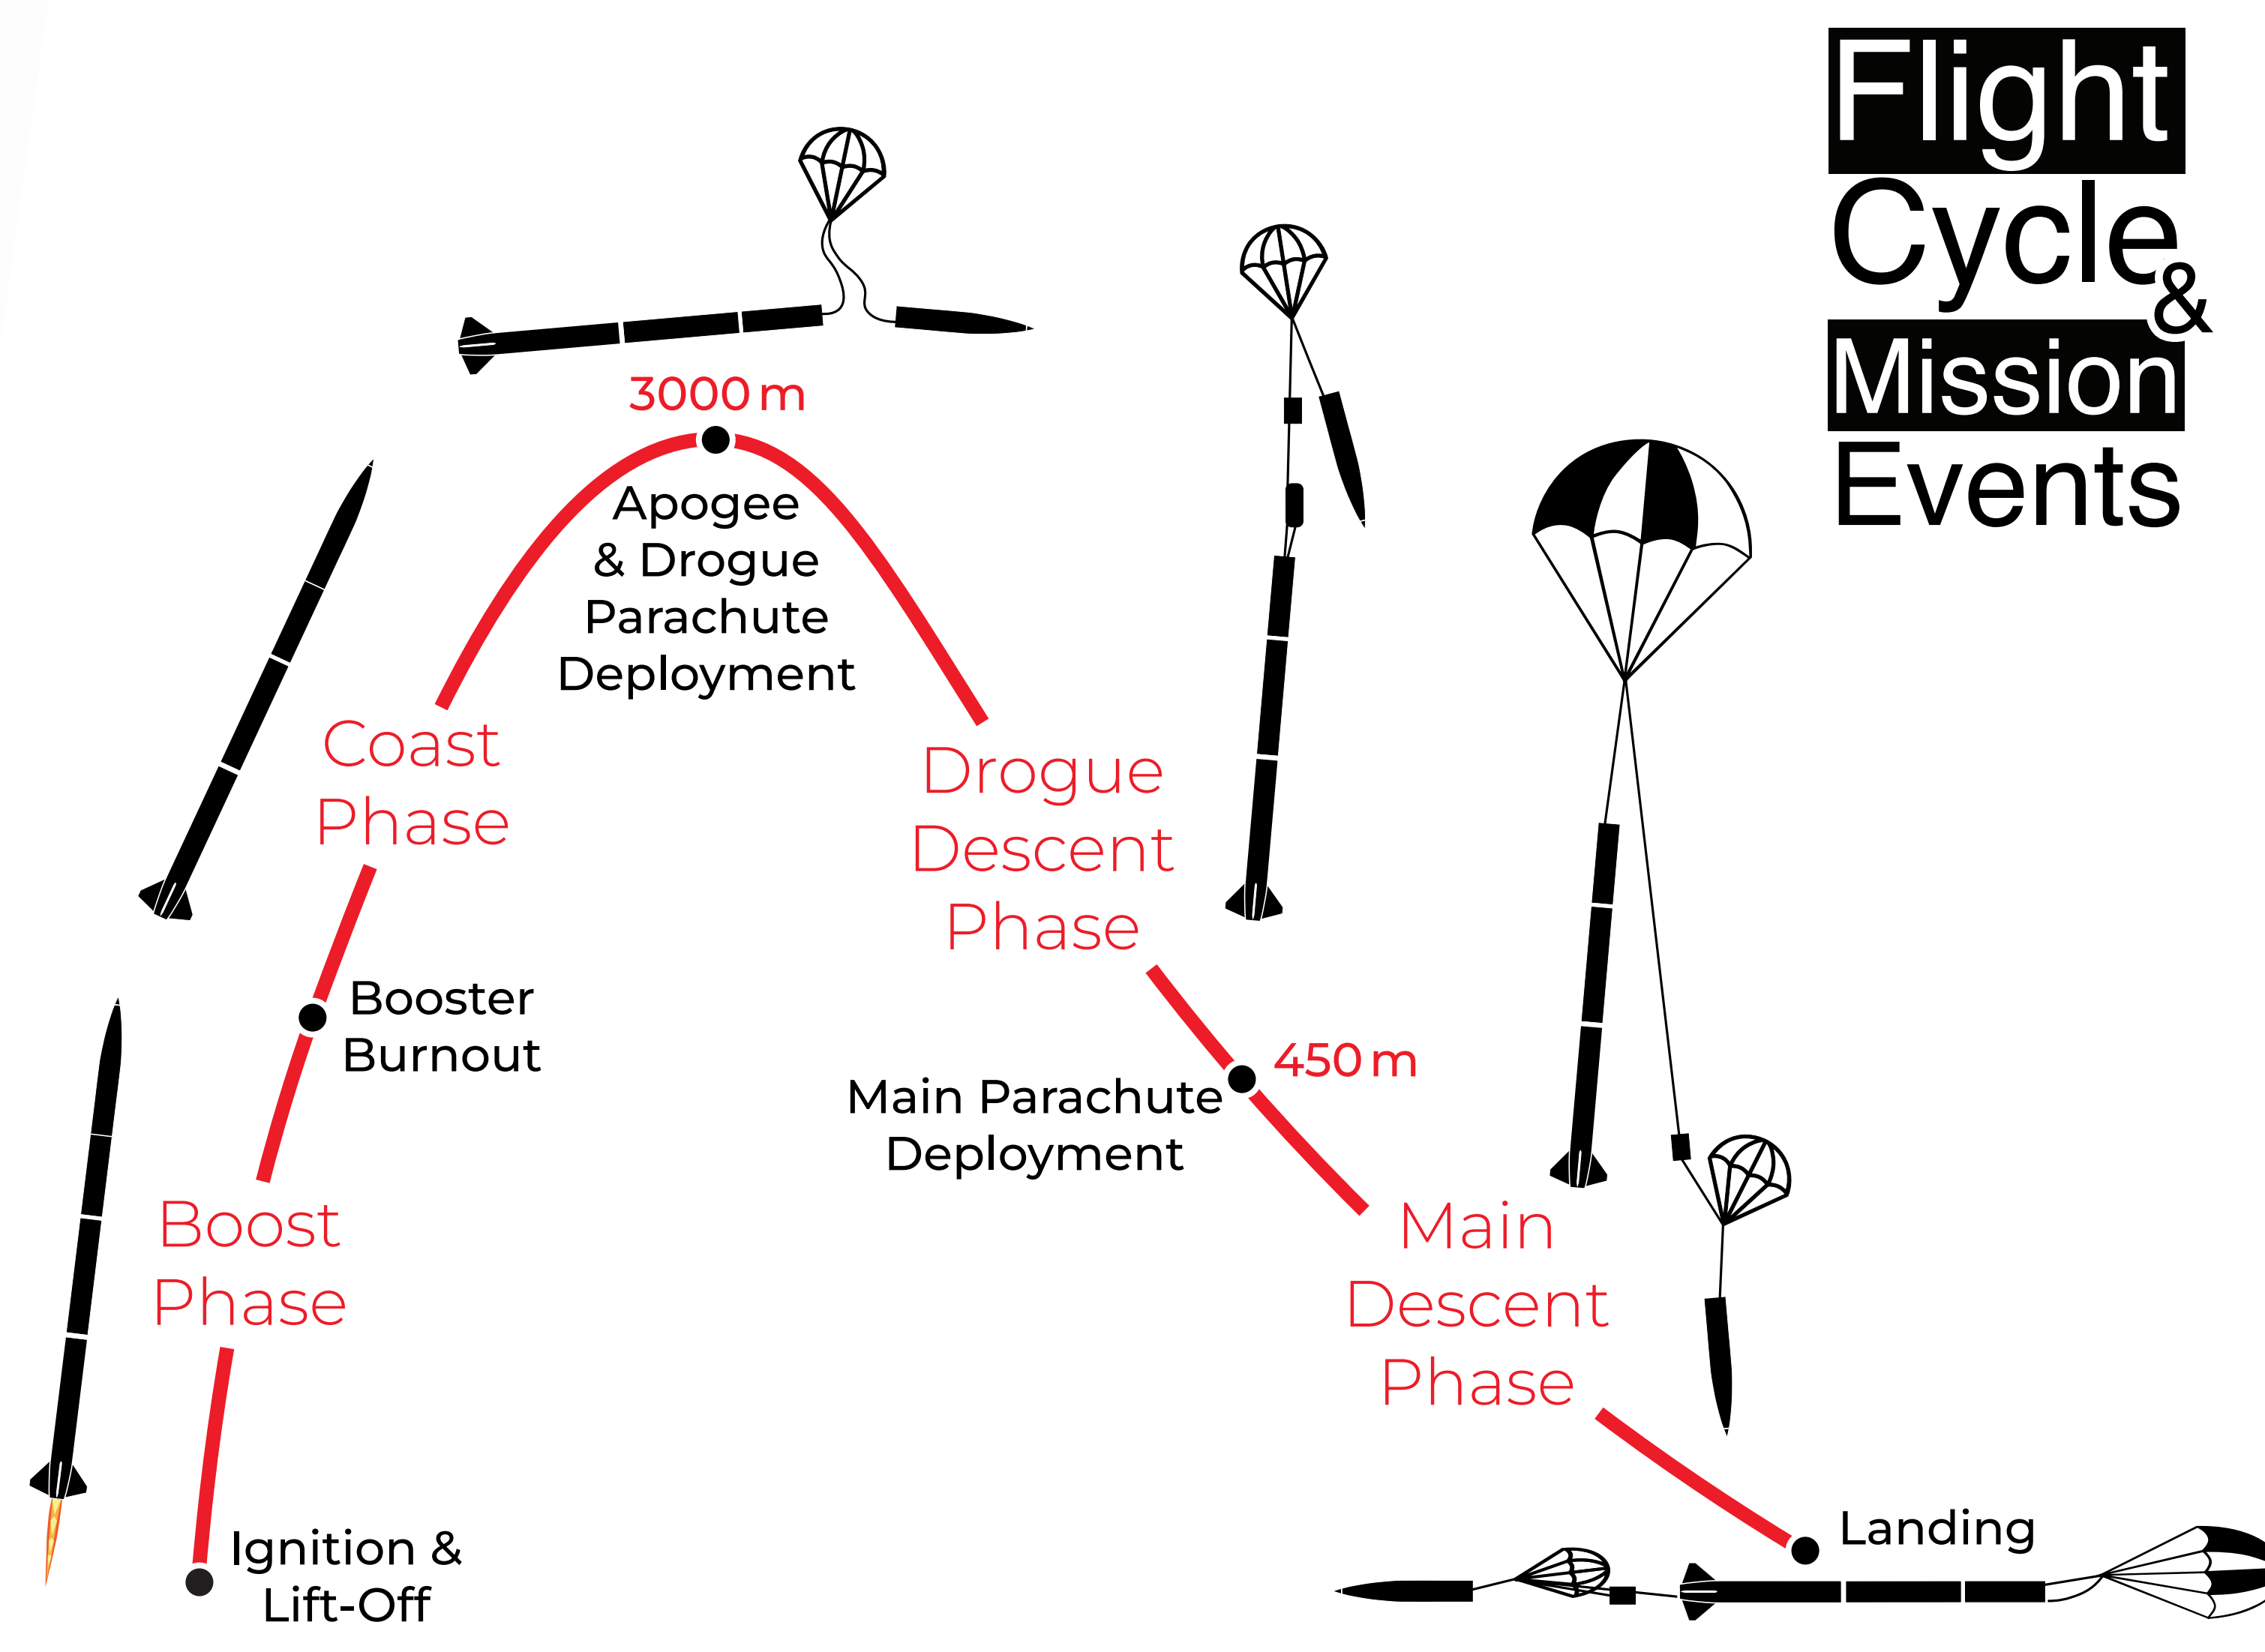 Flight
Cycle
&
Mission
Events
3000 m
Apogee
& Drogue
Parachute
Deployment
Coast
Phase
Drogue
Descent
Phase
Booster
Burnout
450 m
Main Parachute
Deployment
Boost
Phase
Main
Descent
Phase
Ignition &
Lift-Off
Landing